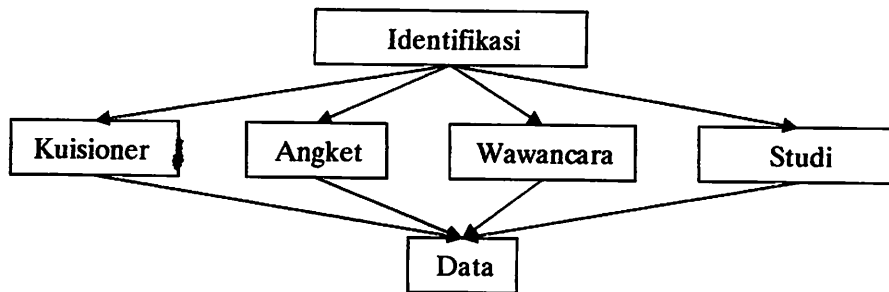 Identifikasi
Kuisioner
Angket
Wawancara
Studi
Data